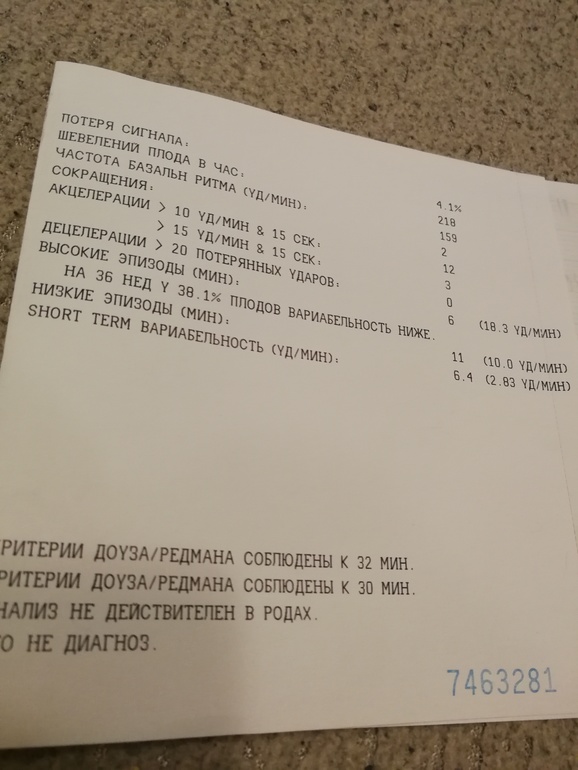 ПОТЕРЯ СИГНАЛА: 4.1%
ШЕВЕЛЕНИЙ ПЛОДА В ЧАС: 218
ЧАСТОТА БАЗАЛЬН РИТМА (УД/МИН): 159
СОКРАЩЕНИЯ: 2
АКЦЕЛЕРАЦИИ > 10 УД/МИН & 15 СЕК: 12
> 15 УД/МИН & 15 СЕК: 3
ДЕЦЕЛЕРАЦИИ > 20 ПОТЕРЯННЫХ УДАРОВ: 0
ВЫСОКИЕ ЭПИЗОДЫ (МИН): 6 (18.3 УД/МИН)
НА 36 НЕД У 38.1% ПЛОДОВ ВАРИАБЕЛЬНОСТЬ НИЖЕ.
НИЗКИЕ ЭПИЗОДЫ (МИН): 11 (10.0 УД/МИН)
SHORT TERM ВАРИАБЕЛЬНОСТЬ (УД/МИН): 6.4 (2.83 УД/МИН)
РИТЕРИИ ДОУЗА/РЕДМАНА СОБЛЮДЕНЫ К 32 МИН.
РИТЕРИИ ДОУЗА/РЕДМАНА СОБЛЮДЕНЫ К 30 МИН.
НАЛИЗ НЕ ДЕЙСТВИТЕЛЕН В РОДАХ.
О НЕ ДИАГНОЗ.
7463281